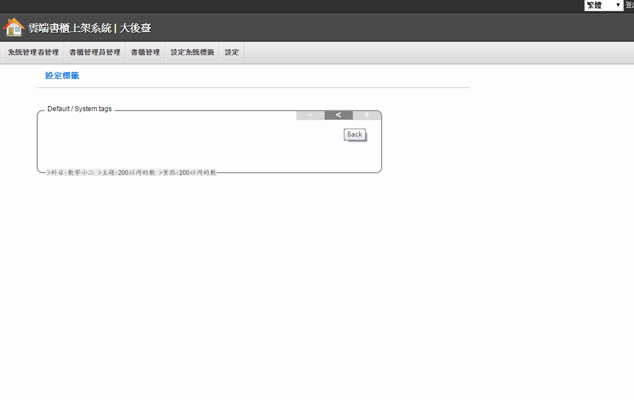 繁體
登
雲端書櫃上架系統 | 大後臺
系統管理者管理 書櫃管理員管理 書櫃管理 設定系統標籤 設定
設定標籤
Default / System tags
− < +
Back
>科目:數學小二 >主題:200以內的數 >重點:200以內的數